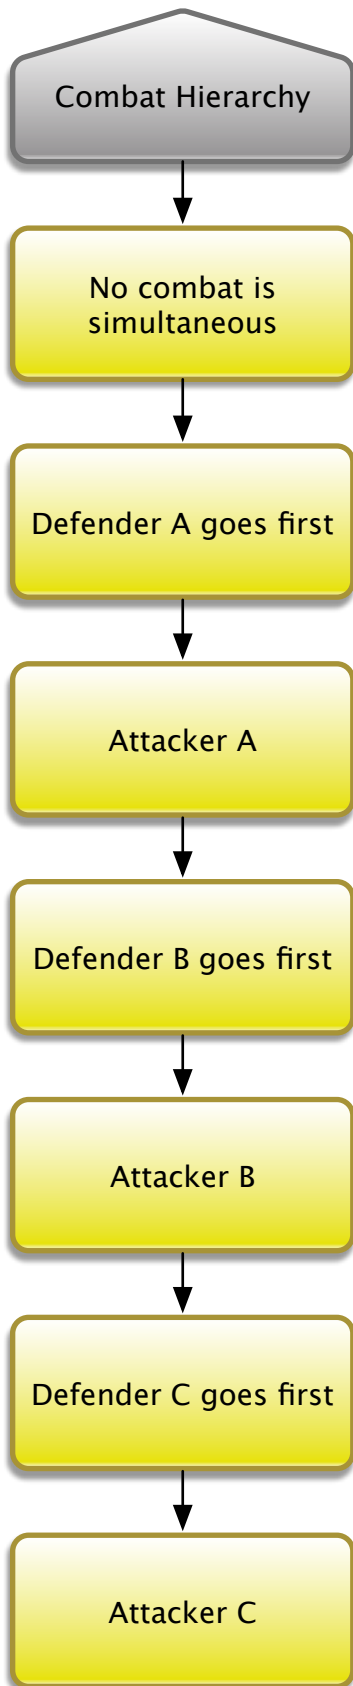 Combat Hierarchy
No combat is
simultaneous
Defender A goes first
Attacker A
Defender B goes first
Attacker B
Defender C goes first
Attacker C